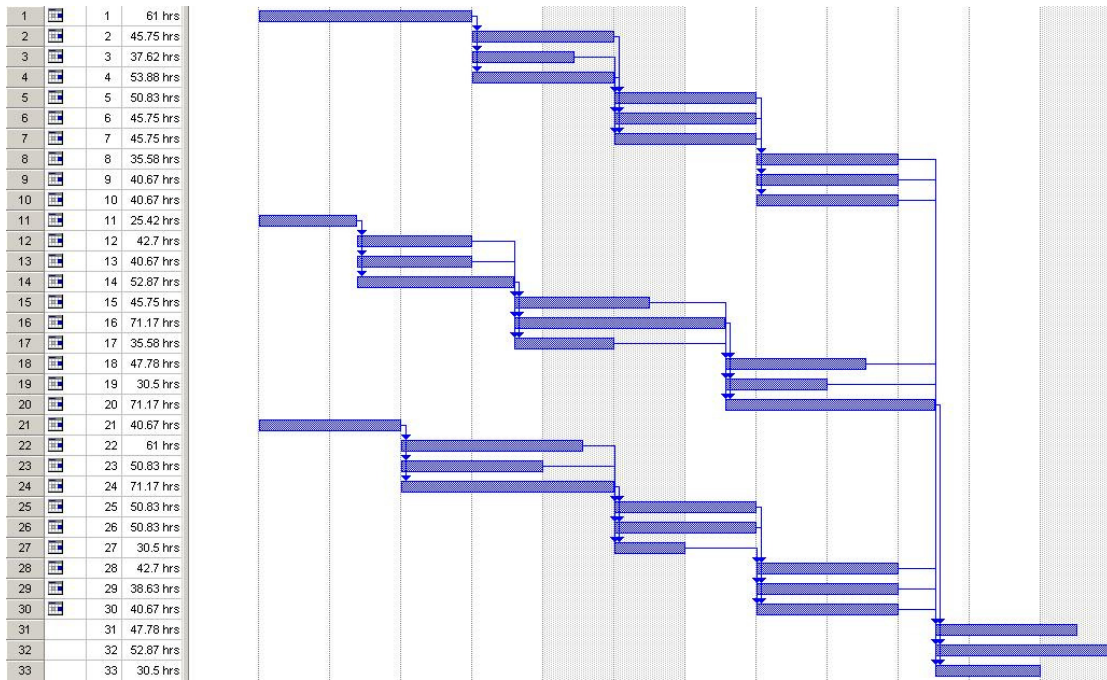 1 1 61 hrs
2 2 45.75 hrs
3 3 37.62 hrs
4 4 53.88 hrs
5 5 50.83 hrs
6 6 45.75 hrs
7 7 45.75 hrs
8 8 35.58 hrs
9 9 40.67 hrs
10 10 40.67 hrs
11 11 25.42 hrs
12 12 42.7 hrs
13 13 40.67 hrs
14 14 52.87 hrs
15 15 45.75 hrs
16 16 71.17 hrs
17 17 35.58 hrs
18 18 47.78 hrs
19 19 30.5 hrs
20 20 71.17 hrs
21 21 40.67 hrs
22 22 61 hrs
23 23 50.83 hrs
24 24 71.17 hrs
25 25 50.83 hrs
26 26 50.83 hrs
27 27 30.5 hrs
28 28 42.7 hrs
29 29 38.63 hrs
30 30 40.67 hrs
31 31 47.78 hrs
32 32 52.87 hrs
33 33 30.5 hrs